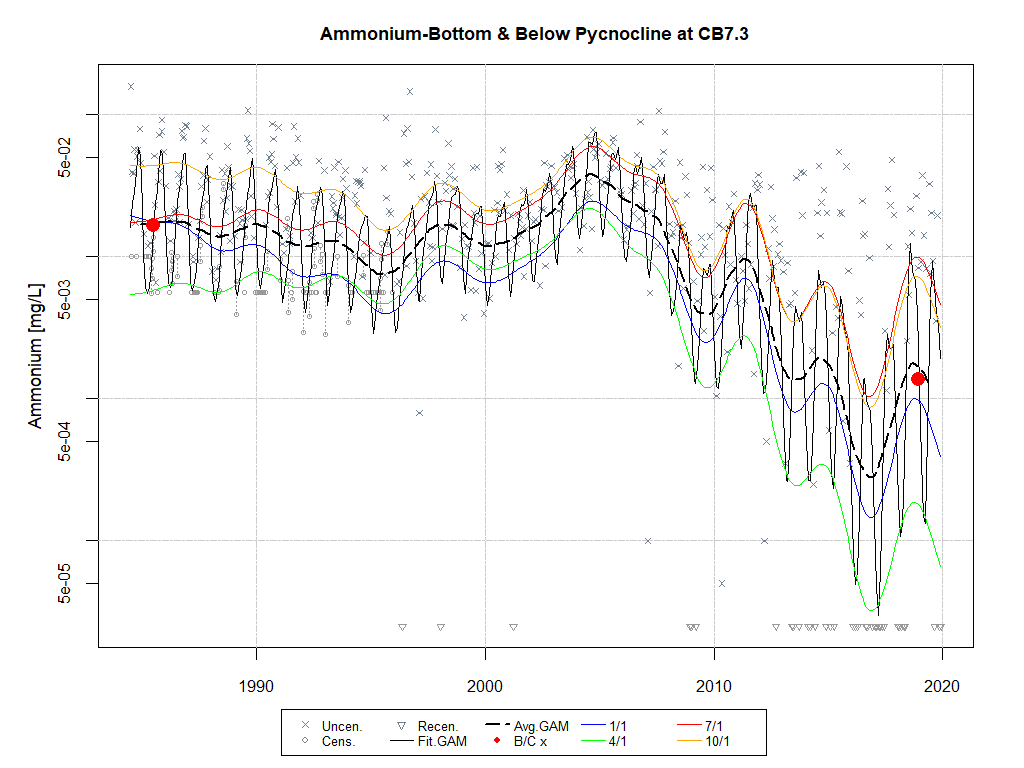 Ammonium-Bottom & Below Pycnocline at CB7.3
Ammonium [mg/L]
5e-02
5e-03
5e-04
5e-05
1990 2000 2010 2020
Uncen. Recen. Avg.GAM 1/1 7/1
Cens. Fit.GAM B/C x 4/1 10/1